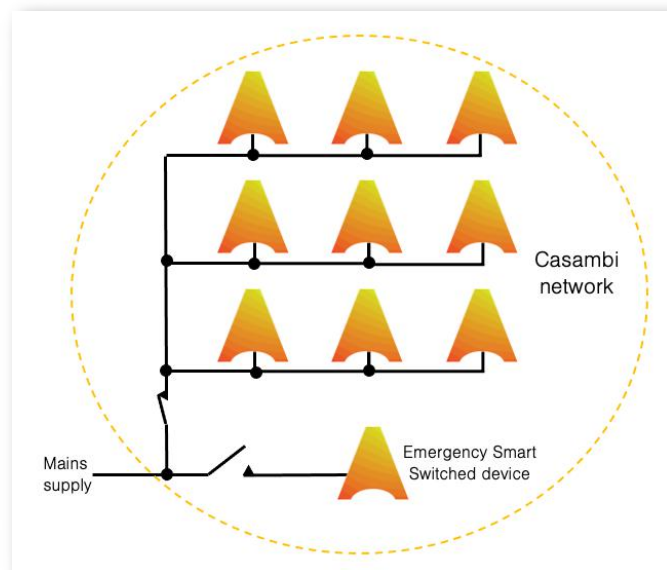 Casambi
network
Emergency Smart
Switched device
Mains
supply